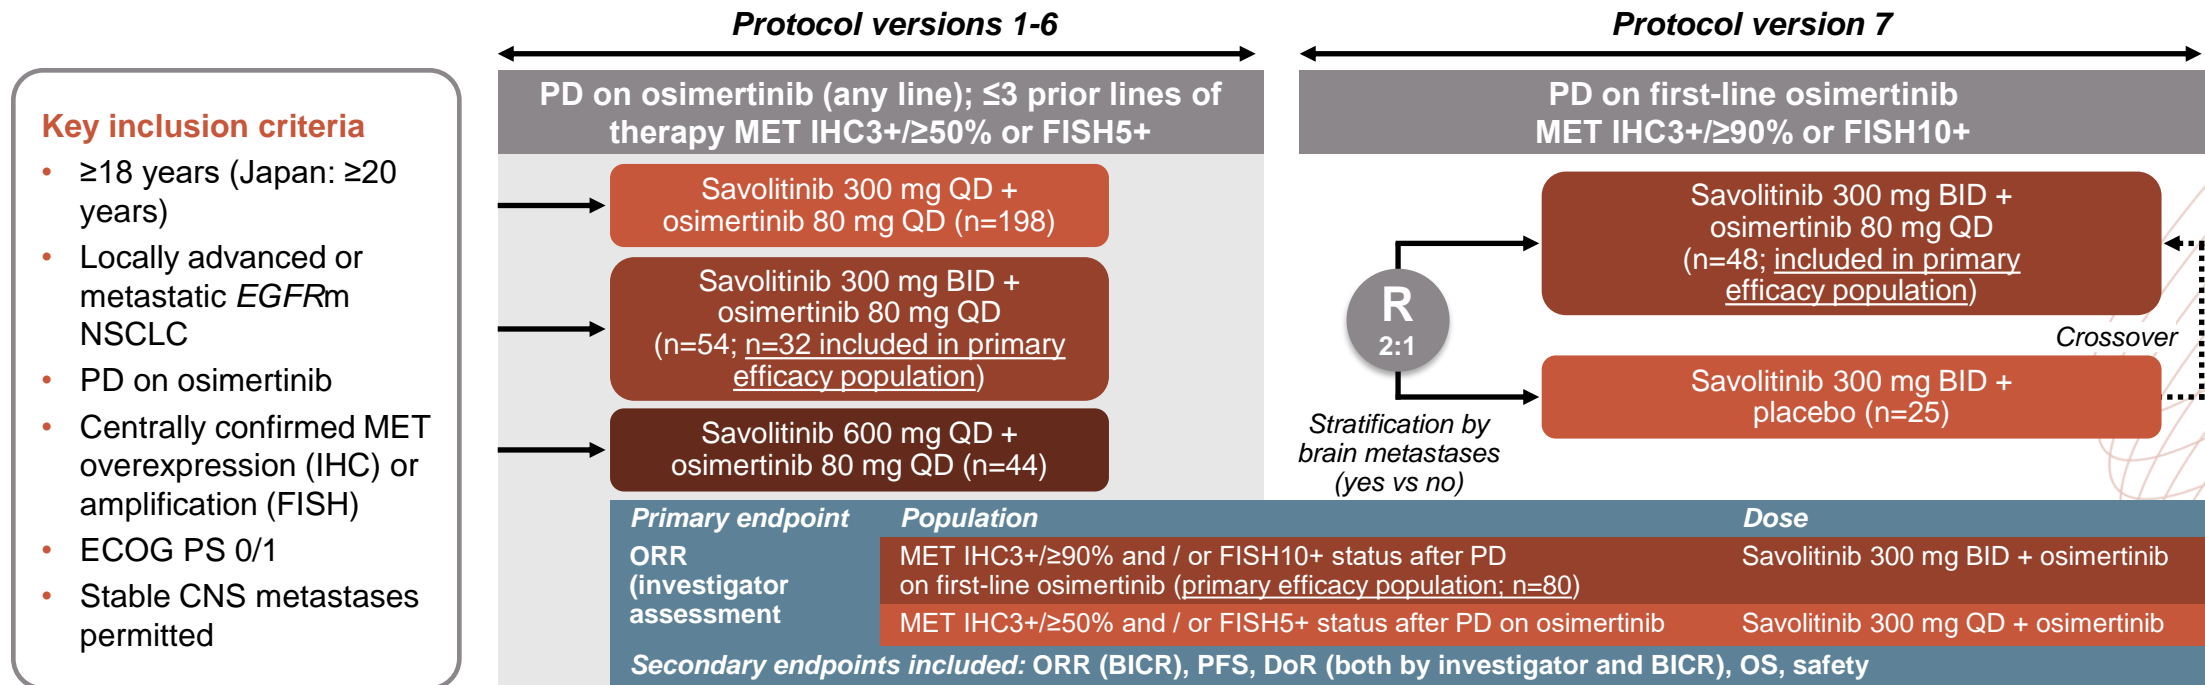 Protocol versions 1-6
Protocol version 7
Key inclusion criteria
• ≥18 years (Japan: ≥20
years)
• Locally advanced or
metastatic EGFRm
NSCLC
• PD on osimertinib
• Centrally confirmed MET
overexpression (IHC) or
amplification (FISH)
• ECOG PS 0/1
• Stable CNS metastases
permitted
PD on osimertinib (any line); ≤3 prior lines of
therapy MET IHC3+/≥50% or FISH5+
Savolitinib 300 mg QD +
osimertinib 80 mg QD (n=198)
Savolitinib 300 mg BID +
osimertinib 80 mg QD
(n=54; n=32 included in primary
efficacy population)
Savolitinib 600 mg QD +
osimertinib 80 mg QD (n=44)
PD on first-line osimertinib
MET IHC3+/≥90% or FISH10+
R
2:1
Stratification by
brain metastases
(yes vs no)
Savolitinib 300 mg BID +
osimertinib 80 mg QD
(n=48; included in primary
efficacy population)
Crossover
Savolitinib 300 mg BID +
placebo (n=25)
Primary endpoint Population Dose
ORR
(investigator
assessment
MET IHC3+/≥90% and / or FISH10+ status after PD
on first-line osimertinib (primary efficacy population; n=80)
Savolitinib 300 mg BID + osimertinib
MET IHC3+/≥50% and / or FISH5+ status after PD on osimertinib
Savolitinib 300 mg QD + osimertinib
Secondary endpoints included: ORR (BICR), PFS, DoR (both by investigator and BICR), OS, safety